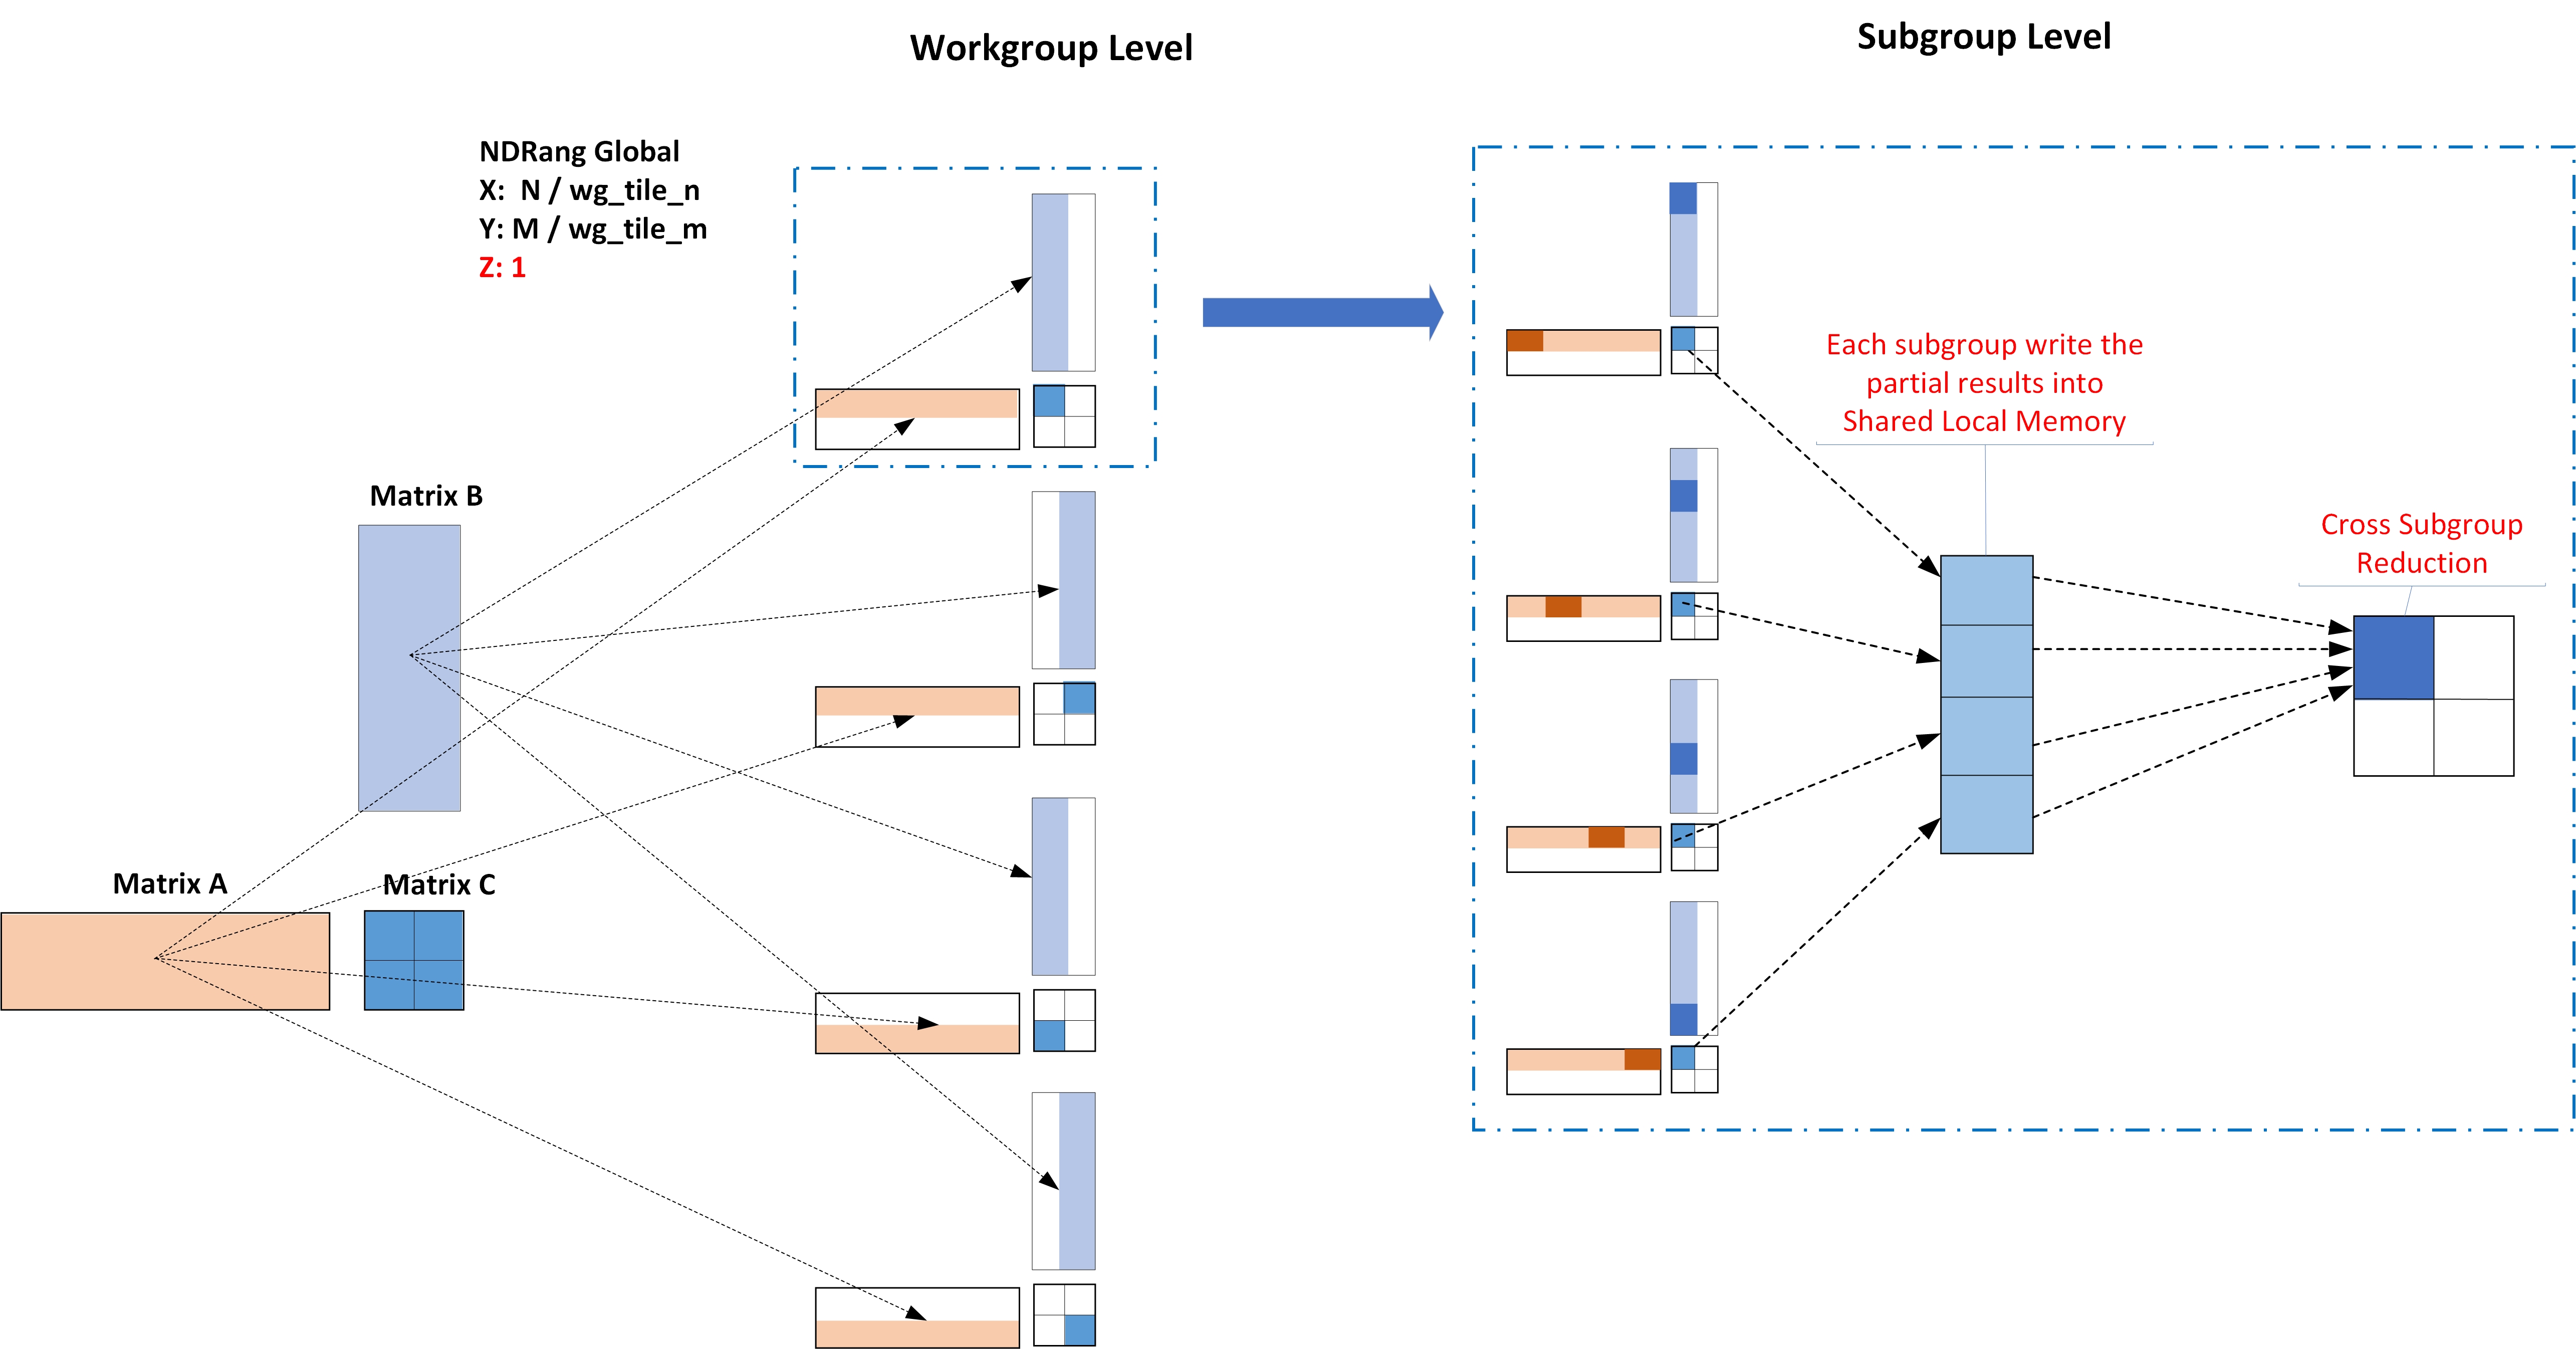 Workgroup Level
Subgroup Level
NDRang Global
X: N / wg_tile_n
Y: M / wg_tile_m
Z: 1
Each subgroup write the
partial results into
Shared Local Memory
Matrix B
Cross Subgroup
Reduction
Matrix A
Matrix C